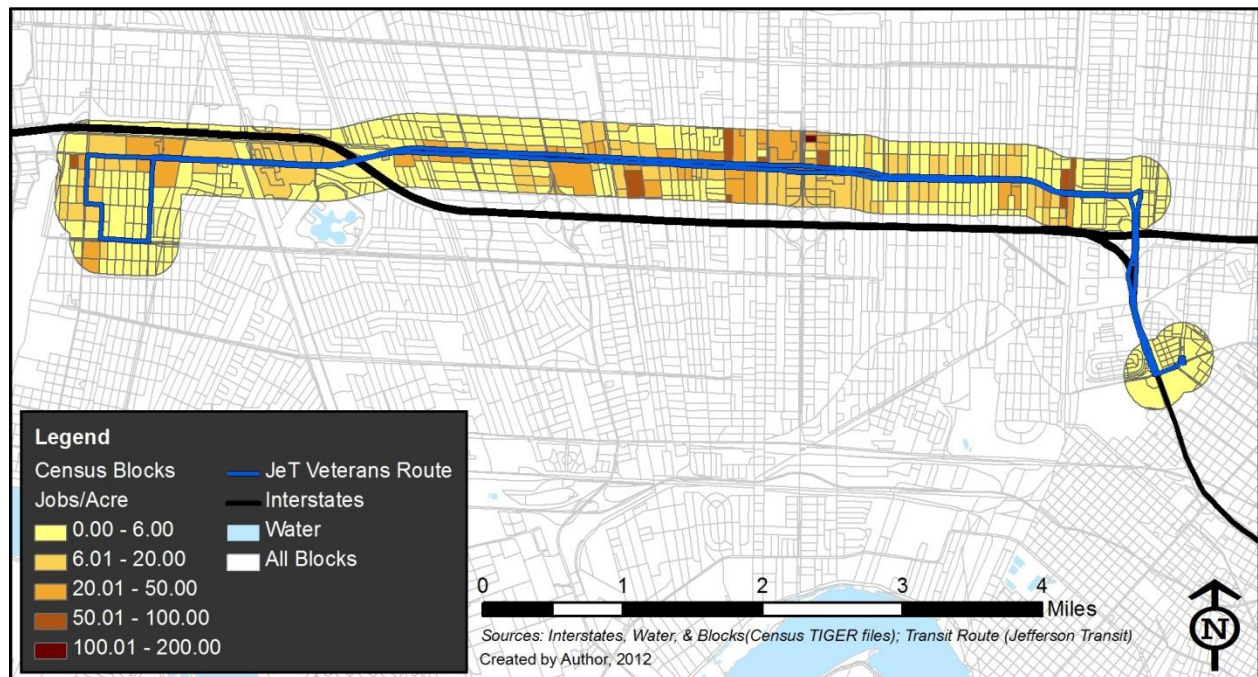 Legend
Census Blocks
Jobs/Acre
0.00 - 6.00
6.01 - 20.00
20.01 - 50.00
50.01 - 100.00
100.01 - 200.00
JeT Veterans Route
Interstates
Water
All Blocks
0 1 2 3 4
Miles
Sources: Interstates, Water, & Blocks(Census TIGER files); Transit Route (Jefferson Transit)
Created by Author, 2012
N